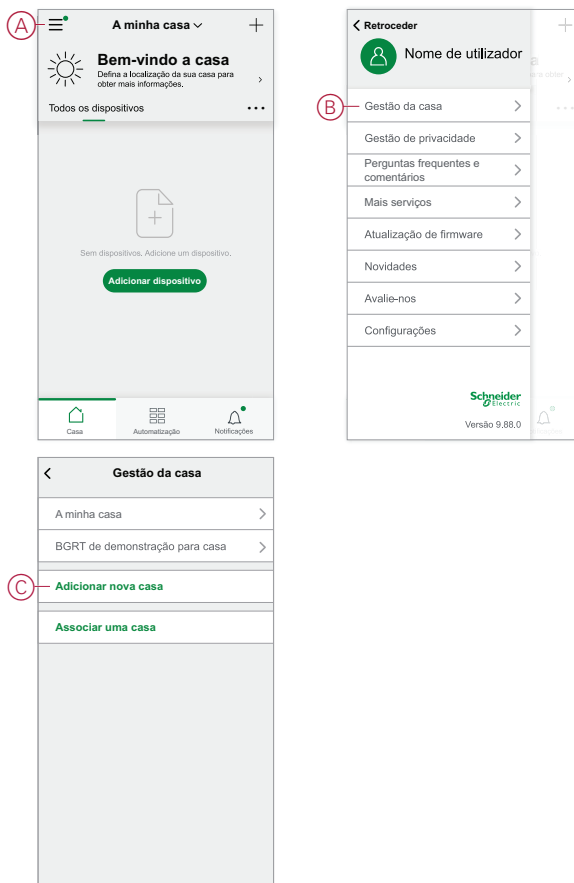 A
A minha casa
Bem-vindo a casa
Defina a localização da sua casa para
obter mais informações.
Todos os dispositivos
Sem dispositivos. Adicione um dispositivo.
Adicionar dispositivo
Casa
Automatização
Notificações
Retroceder
Nome de utilizador
B
Gestão da casa
Gestão de privacidade
Perguntas frequentes e
comentários
Mais serviços
Atualização de firmware
Novidades
Avalie-nos
Configurações
Schneider
Electric
Versão 9.88.0
Gestão da casa
A minha casa
BGRT de demonstração para casa
C
Adicionar nova casa
Associar uma casa